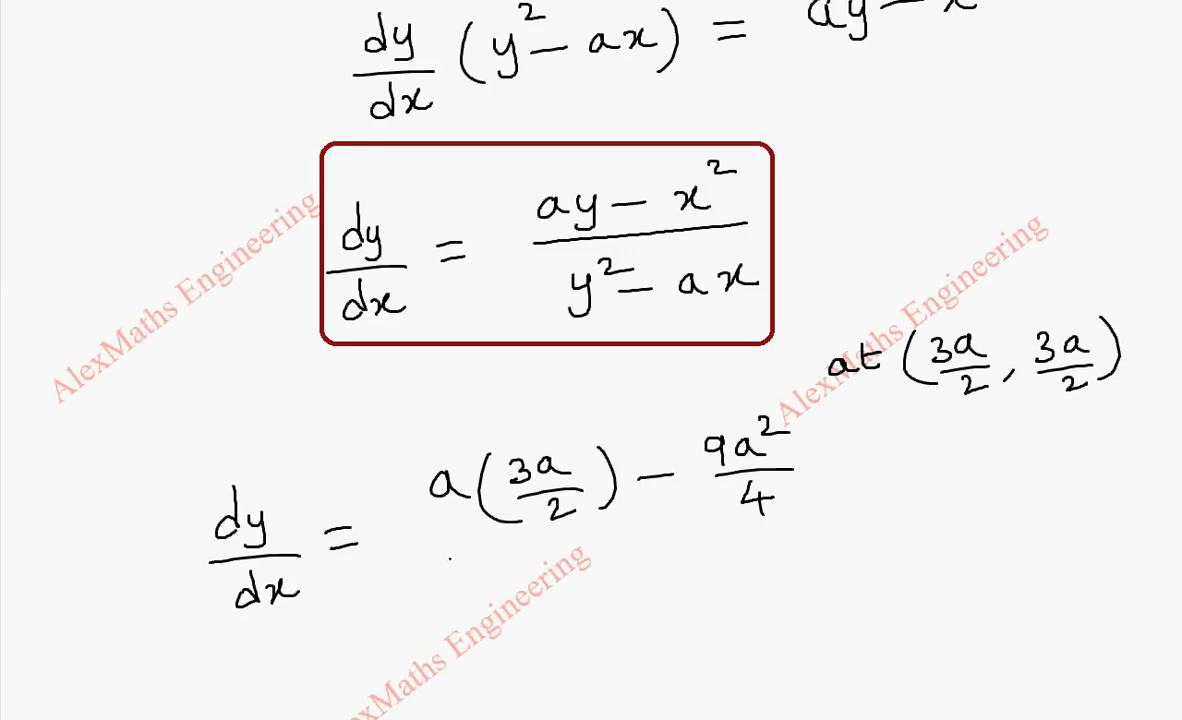 dy/dx (y² − ax) = ay − x
dy/dx = (ay − x²)/(y² − ax)
at (3a/2, 3a/2)
dy/dx = a(3a/2) − 9a²/4
AlexMaths Engineering
AlexMaths Engineering
AlexMaths Engineering